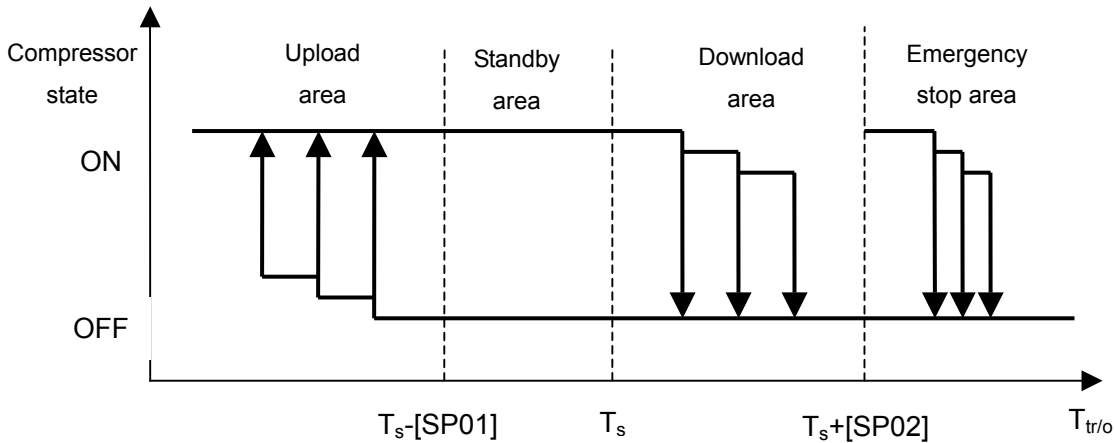 Compressor
state
Upload
area
Standby
area
Download
area
Emergency
stop area
ON
OFF
Ts-[SP01]
Ts
Ts+[SP02]
Ttr/o